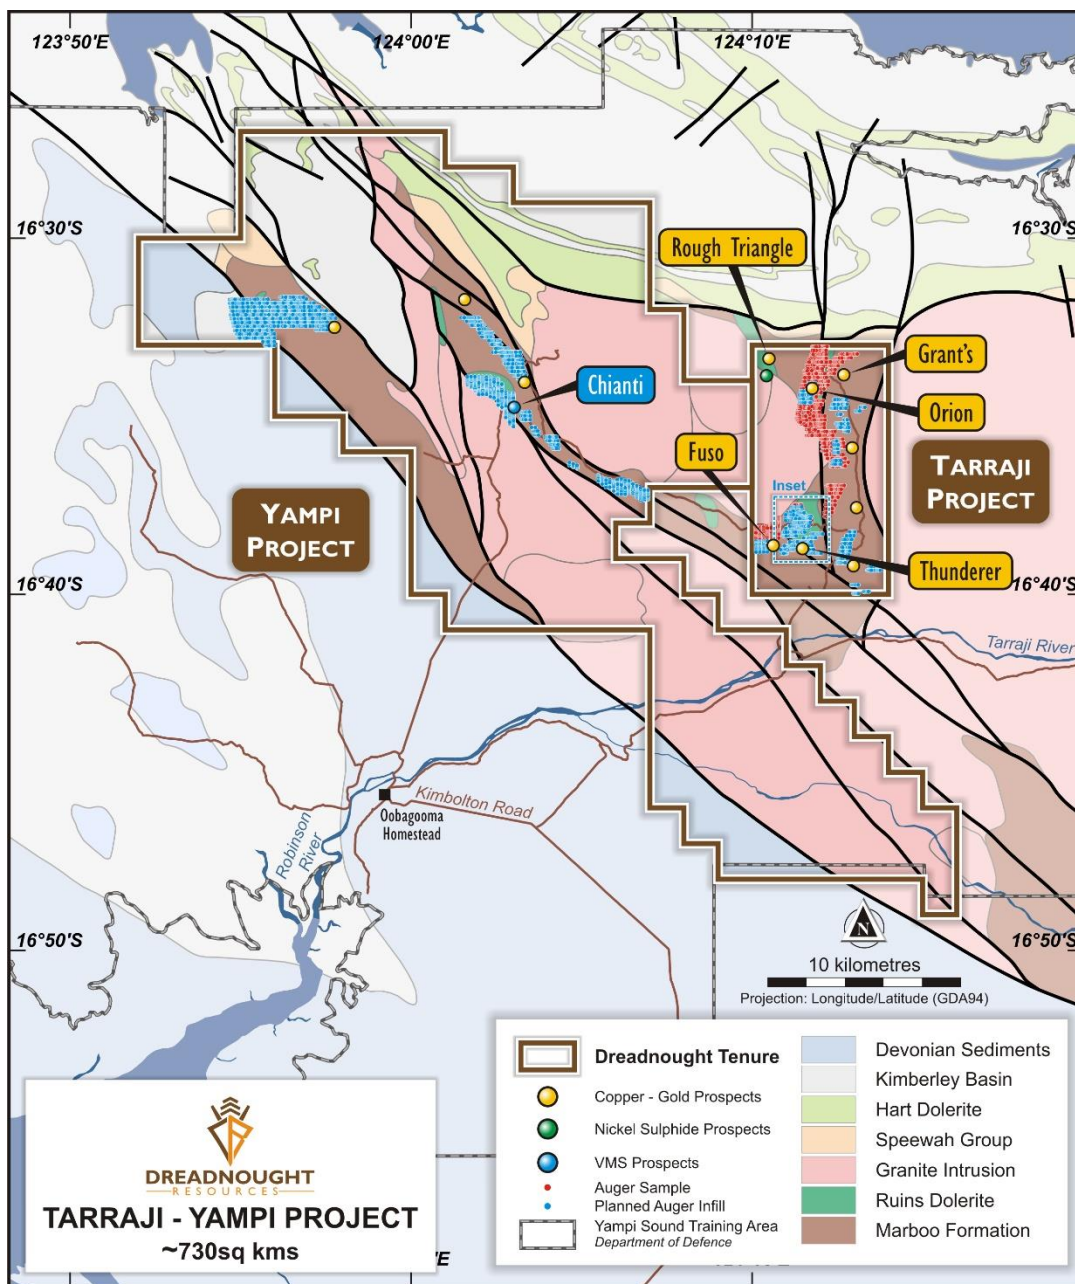 123°50'E
124°00'E
124°10'E
16°30'S
16°30'S
Rough Triangle
Grant's
Chianti
Orion
Fuso
TARRAJI
PROJECT
Inset
YAMPI
PROJECT
Thunderer
16°40'S
16°40'S
Tarraji River
Oobagooma
Homestead
Kimbolton Road
Robinson
River
16°50'S
16°50'S
N
10 kilometres
Projection: Longitude/Latitude (GDA94)
Dreadnought Tenure
Copper - Gold Prospects
Nickel Sulphide Prospects
VMS Prospects
Auger Sample
Planned Auger Infill
Yampi Sound Training Area
Department of Defence
Devonian Sediments
Kimberley Basin
Hart Dolerite
Speewah Group
Granite Intrusion
Ruins Dolerite
Marboo Formation
DREADNOUGHT
RESOURCES
TARRAJI - YAMPI PROJECT
~730sq kms